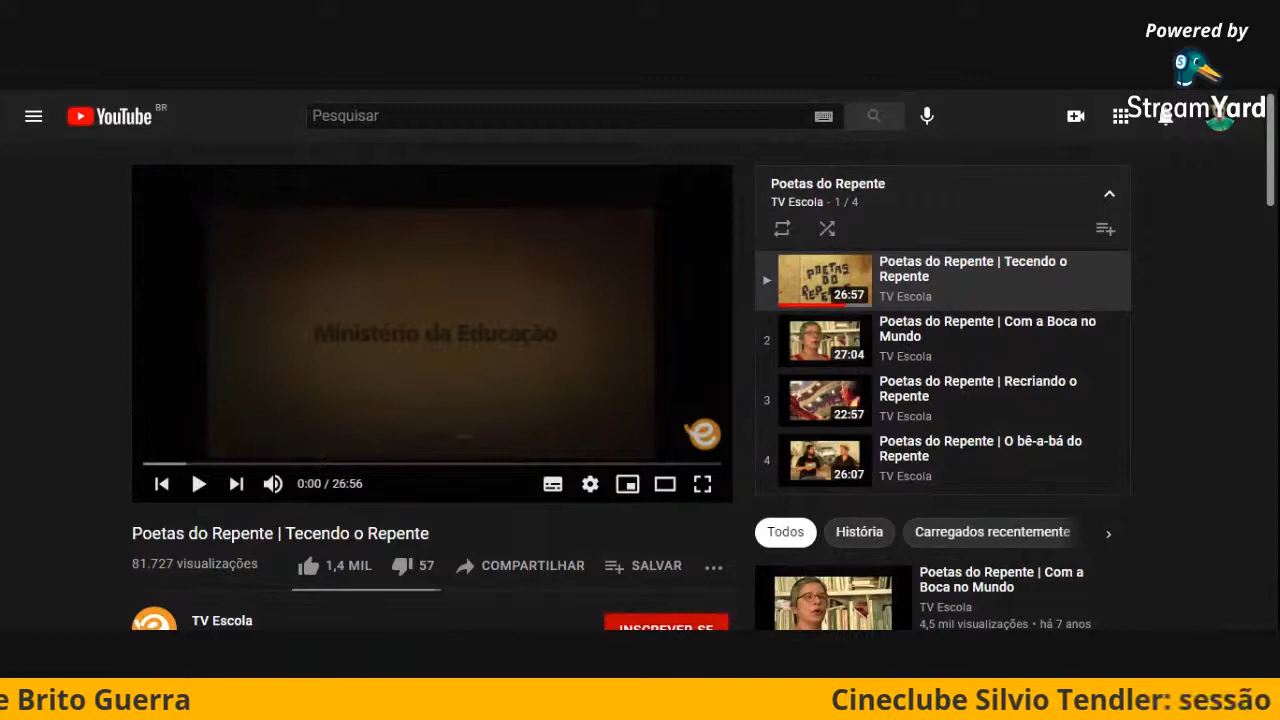 Powered by
StreamYard
YouTube BR
Pesquisar
Ministério da Educação
0:00 / 26:56
Poetas do Repente | Tecendo o Repente
81.727 visualizações
1,4 MIL
57
COMPARTILHAR
SALVAR
TV Escola
INSCREVER-SE
Poetas do Repente
TV Escola - 1 / 4
POETAS
DO
REPENTE
26:57
Poetas do Repente | Tecendo o
Repente
TV Escola
2
27:04
Poetas do Repente | Com a Boca no
Mundo
TV Escola
3
22:57
Poetas do Repente | Recriando o
Repente
TV Escola
4
26:07
Poetas do Repente | O bê-a-bá do
Repente
TV Escola
Todos
História
Carregados recentemente
Poetas do Repente | Com a
Boca no Mundo
TV Escola
4,5 mil visualizações • há 7 anos
e Brito Guerra
Cineclube Silvio Tendler: sessão